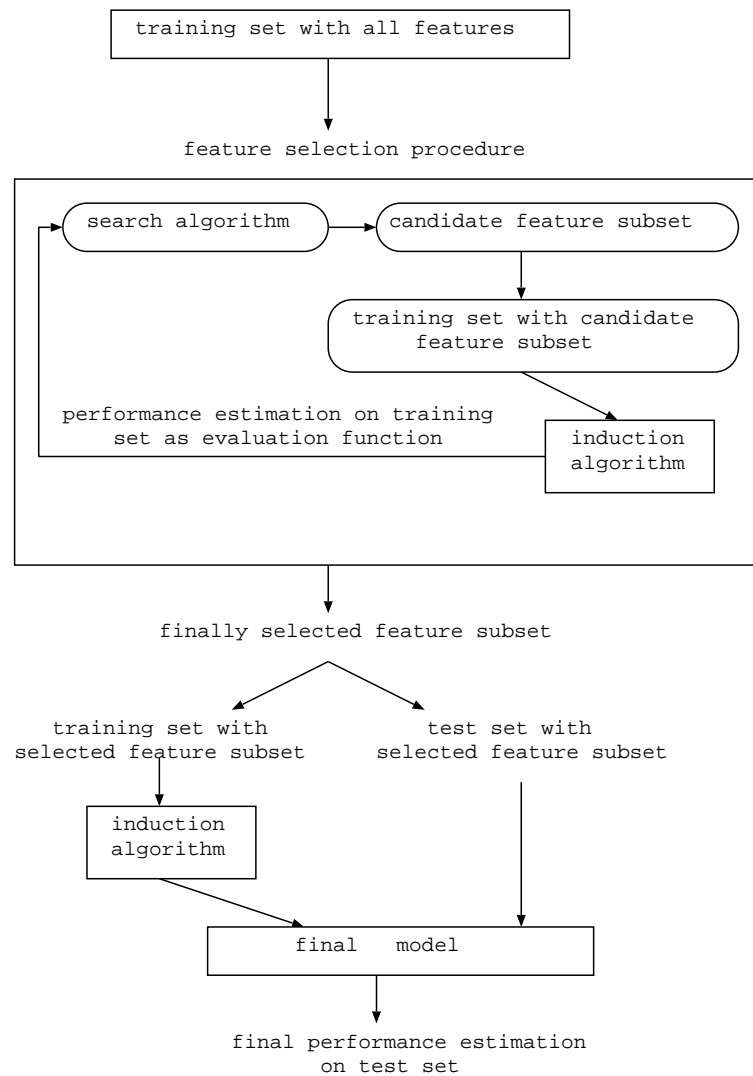 training set with all features
feature selection procedure
search algorithm
candidate feature subset
training set with candidate
feature subset
performance estimation on training
set as evaluation function
induction
algorithm
finally selected feature subset
training set with
selected feature subset
test set with
selected feature subset
induction
algorithm
final model
final performance estimation
on test set